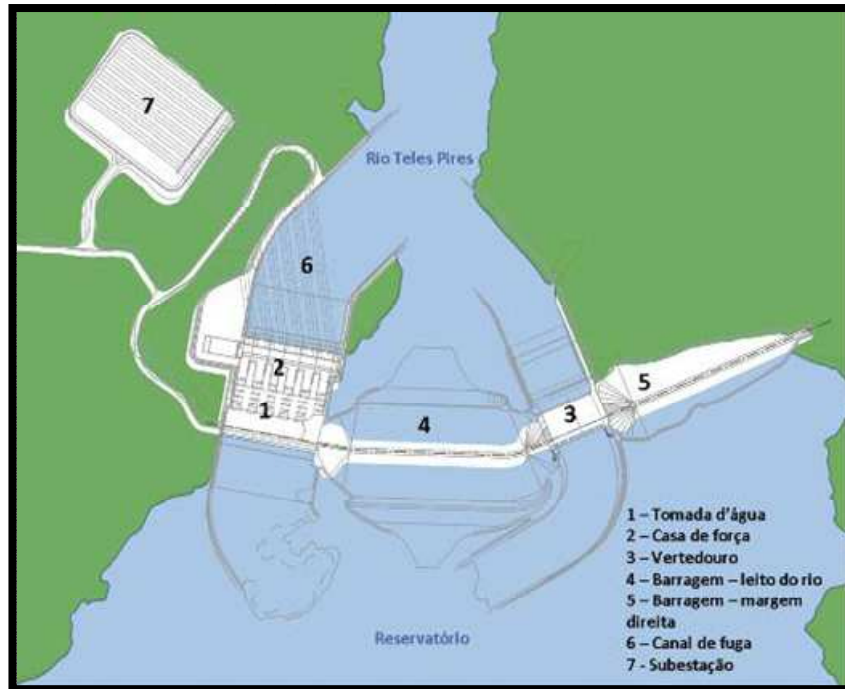 7
Rio Teles Pires
6
2
1
4
3
5
1 – Tomada d'água
2 – Casa de força
3 – Vertedouro
4 – Barragem – leito do rio
5 – Barragem – margem
direita
6 – Canal de fuga
7 - Subestação
Reservatório